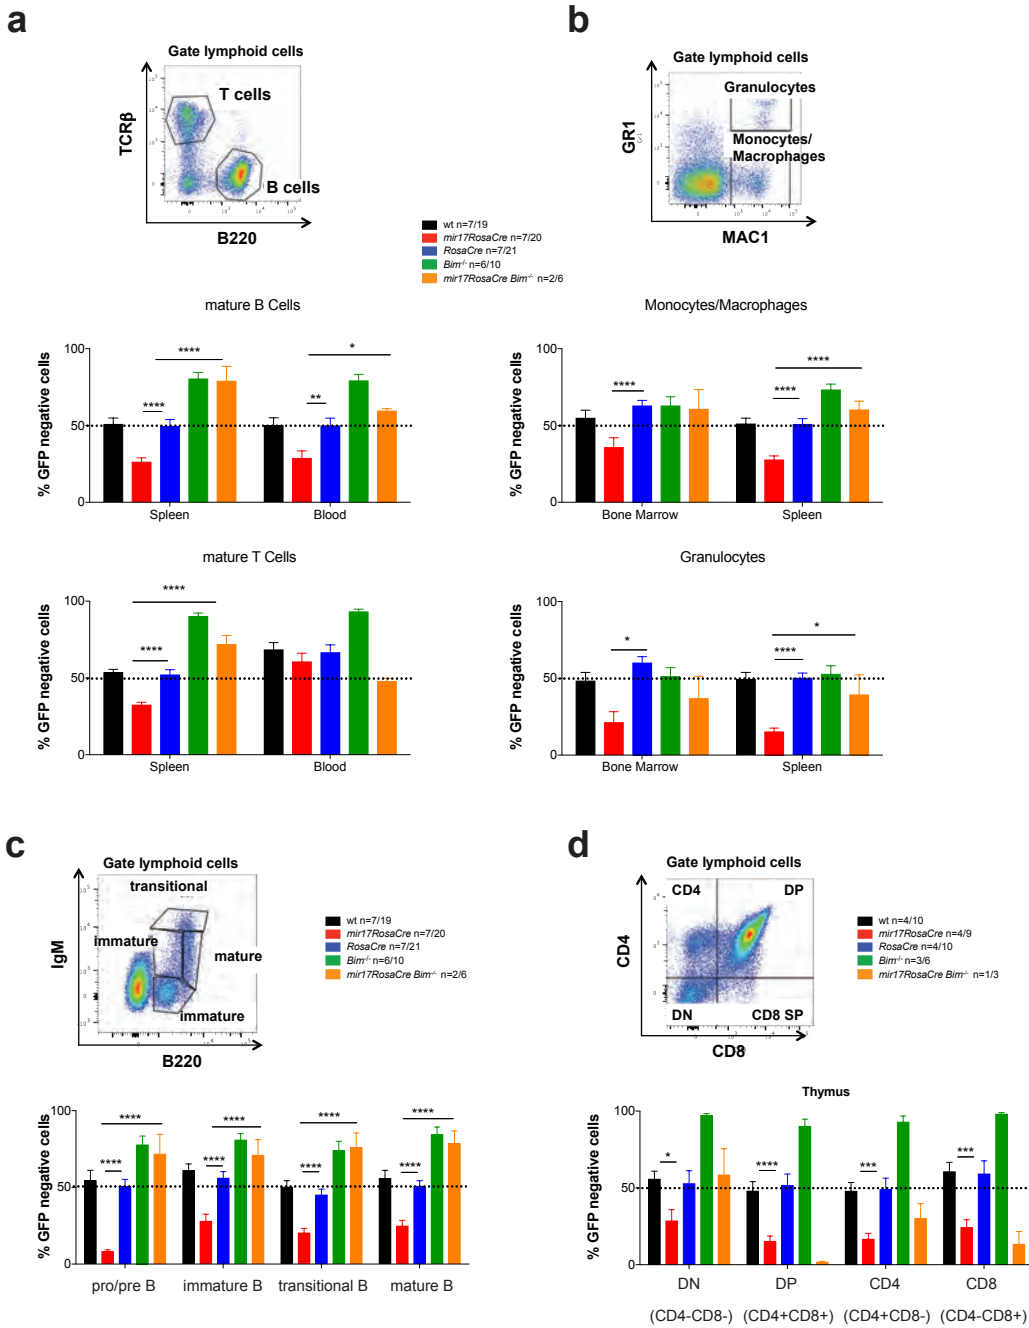 a
Gate lymphoid cells
T cells
B cells
TCRβ
B220
b
Gate lymphoid cells
Granulocytes
Monocytes/
Macrophages
GR1
MAC1
wt n=7/19
mir17RosaCre n=7/20
RosaCre n=7/21
Bim-/- n=6/10
mir17RosaCre Bim-/- n=2/6
mature B Cells
% GFP negative cells
100
50
0
****
****
**
*
Spleen
Blood
Monocytes/Macrophages
% GFP negative cells
100
50
0
****
****
****
Bone Marrow
Spleen
mature T Cells
% GFP negative cells
100
50
0
****
****
Spleen
Blood
Granulocytes
% GFP negative cells
100
50
0
*
****
*
Bone Marrow
Spleen
c
Gate lymphoid cells
transitional
immature
mature
immature
IgM
B220
wt n=7/19
mir17RosaCre n=7/20
RosaCre n=7/21
Bim-/- n=6/10
mir17RosaCre Bim-/- n=2/6
% GFP negative cells
100
50
0
****
****
****
****
****
****
****
****
pro/pre B
immature B
transitional B
mature B
d
Gate lymphoid cells
CD4
DP
DN
CD8 SP
CD4
CD8
wt n=4/10
mir17RosaCre n=4/9
RosaCre n=4/10
Bim-/- n=3/6
mir17RosaCre Bim-/- n=1/3
Thymus
% GFP negative cells
100
50
0
*
****
***
***
DN
DP
CD4
CD8
(CD4-CD8-)
(CD4+CD8+)
(CD4+CD8-)
(CD4-CD8+)